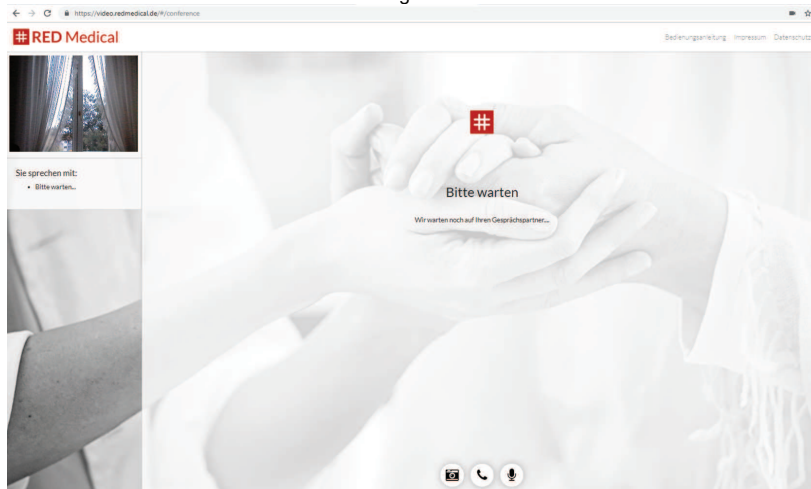 https://video.redmedical.de/#/conference
# RED Medical
Bedienungsanleitung Impressum Datenschutz
#
Sie sprechen mit:
• Bitte warten...
Bitte warten
Wir warten noch auf Ihren Gesprächspartner...